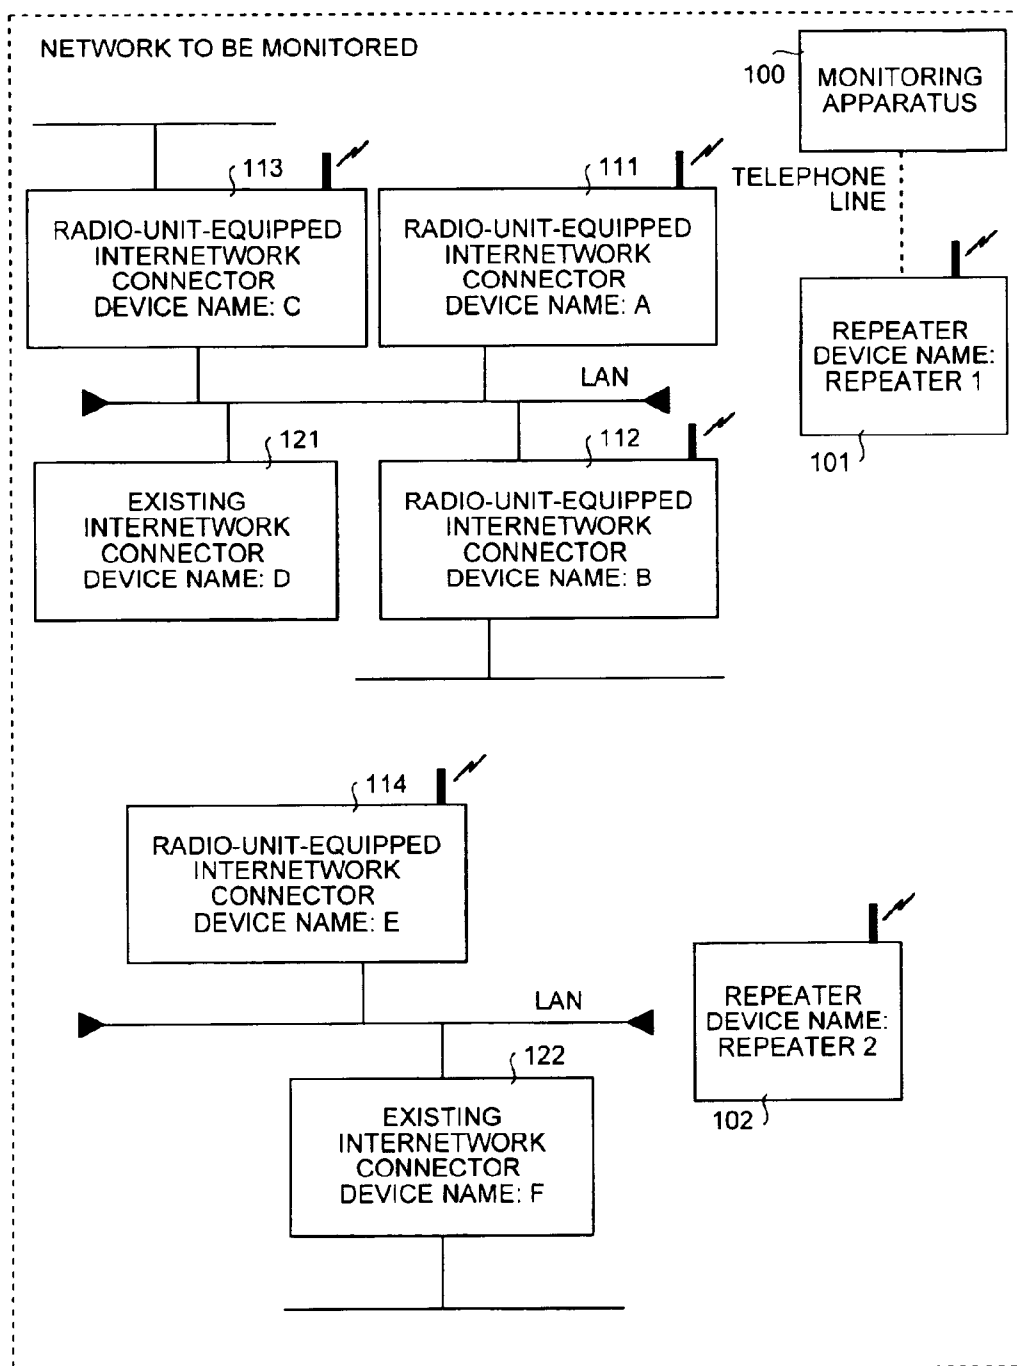 NETWORK TO BE MONITORED
100
MONITORING
APPARATUS
TELEPHONE
LINE
113
RADIO-UNIT-EQUIPPED
INTERNETWORK
CONNECTOR
DEVICE NAME: C
111
RADIO-UNIT-EQUIPPED
INTERNETWORK
CONNECTOR
DEVICE NAME: A
REPEATER
DEVICE NAME:
REPEATER 1
101
LAN
121
EXISTING
INTERNETWORK
CONNECTOR
DEVICE NAME: D
112
RADIO-UNIT-EQUIPPED
INTERNETWORK
CONNECTOR
DEVICE NAME: B
114
RADIO-UNIT-EQUIPPED
INTERNETWORK
CONNECTOR
DEVICE NAME: E
LAN
REPEATER
DEVICE NAME:
REPEATER 2
102
122
EXISTING
INTERNETWORK
CONNECTOR
DEVICE NAME: F